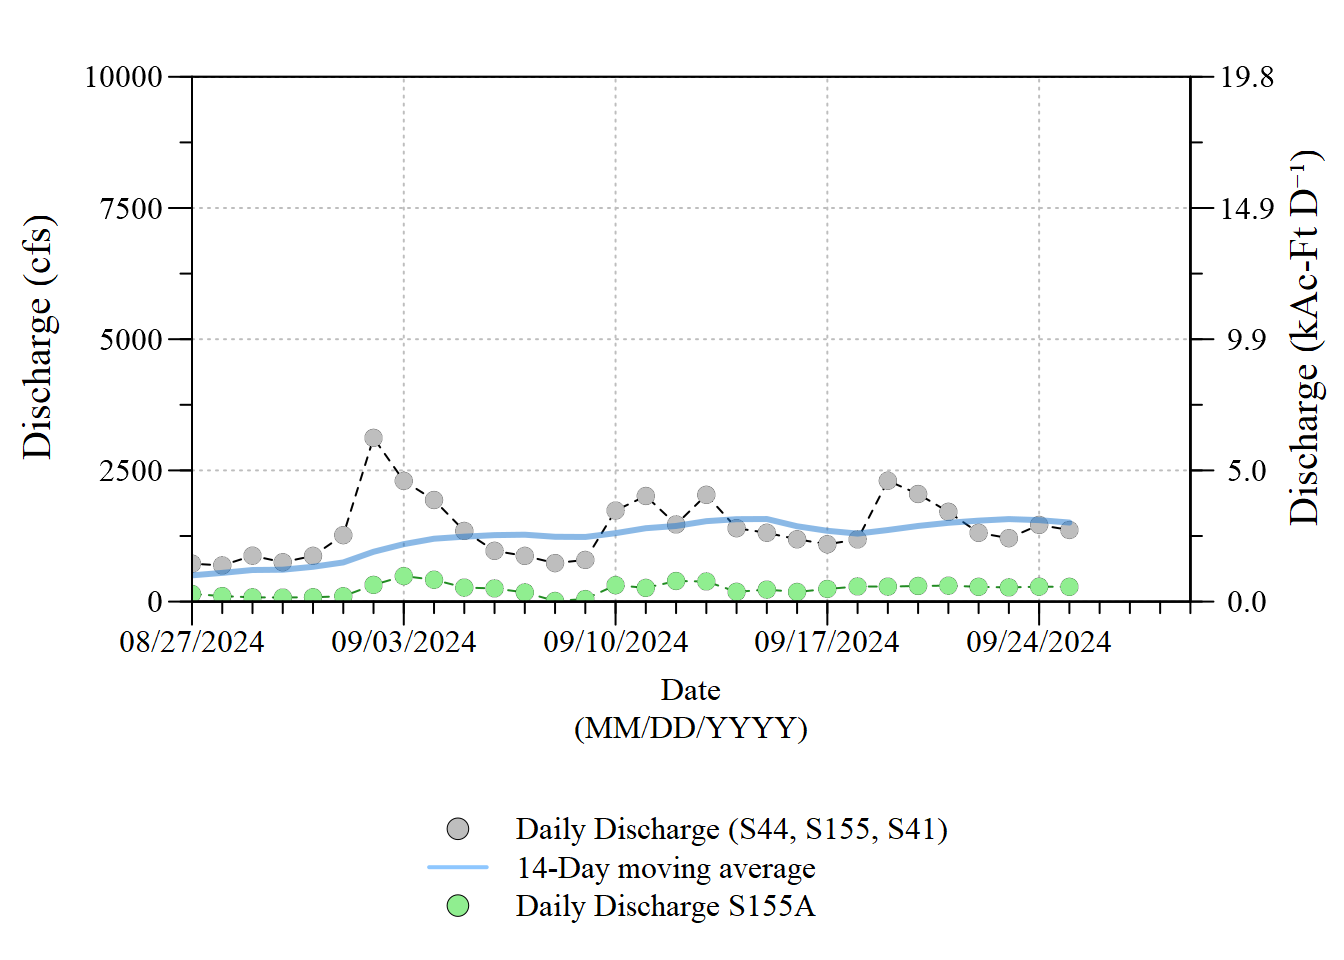 10000
7500
5000
2500
0
Discharge (cfs)
19.8
14.9
9.9
5.0
0.0
Discharge (kAc-Ft D⁻¹)
08/27/2024
09/03/2024
09/10/2024
09/17/2024
09/24/2024
Date
(MM/DD/YYYY)
Daily Discharge (S44, S155, S41)
14-Day moving average
Daily Discharge S155A